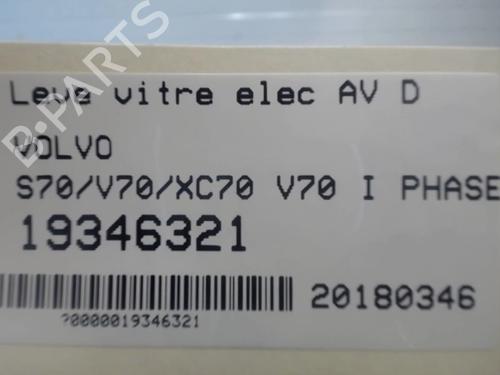 Leve vitre elec AV D
VOLVO
S70/V70/XC70 V70 I PHASE
19346321
20180346
?0000019346321
B-PARTS